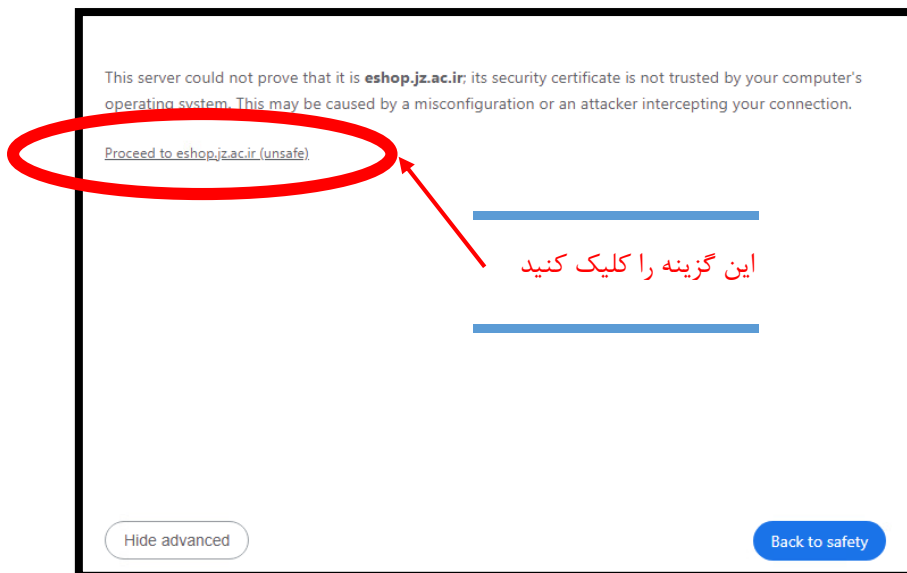 This server could not prove that it is eshop.jz.ac.ir; its security certificate is not trusted by your computer's
operating system. This may be caused by a misconfiguration or an attacker intercepting your connection.
Proceed to eshop.jz.ac.ir (unsafe)
این گزینه را کلیک کنید
Hide advanced
Back to safety